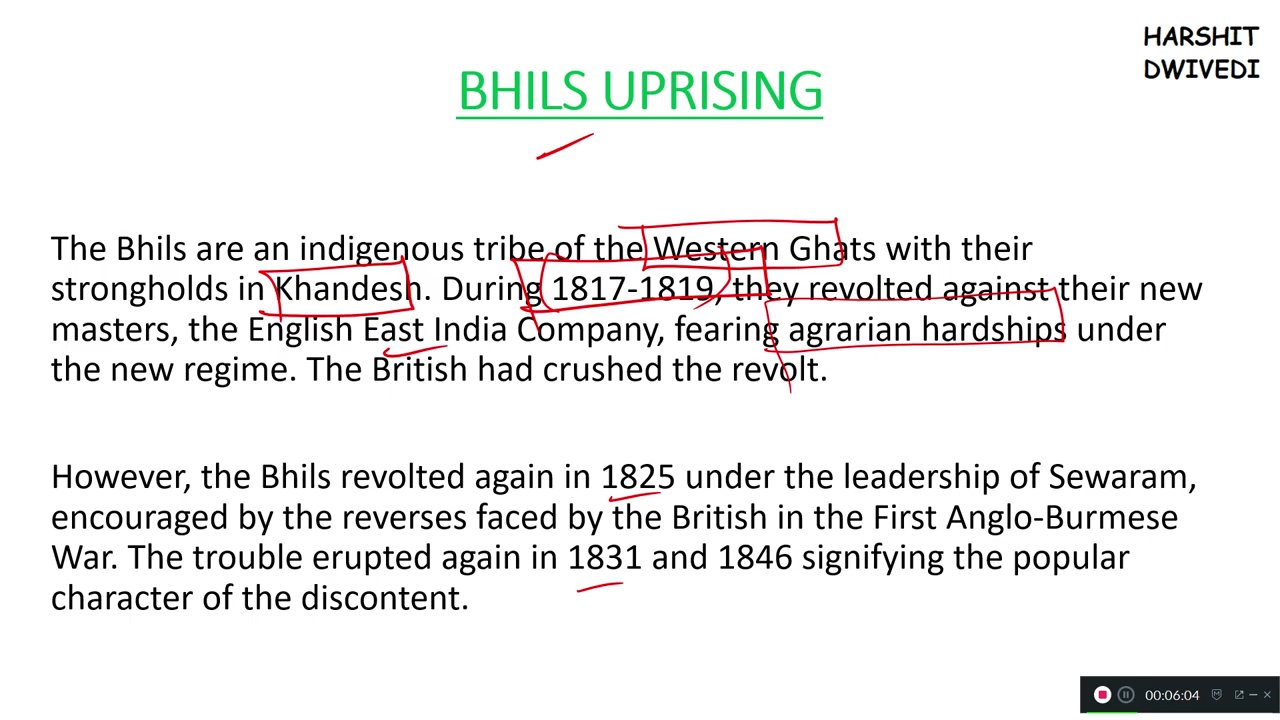 HARSHIT
DWIVEDI
BHILS UPRISING
The Bhils are an indigenous tribe of the Western Ghats with their
strongholds in Khandesh. During 1817-1819, they revolted against their new
masters, the English East India Company, fearing agrarian hardships under
the new regime. The British had crushed the revolt.
However, the Bhils revolted again in 1825 under the leadership of Sewaram,
encouraged by the reverses faced by the British in the First Anglo-Burmese
War. The trouble erupted again in 1831 and 1846 signifying the popular
character of the discontent.
00:06:04